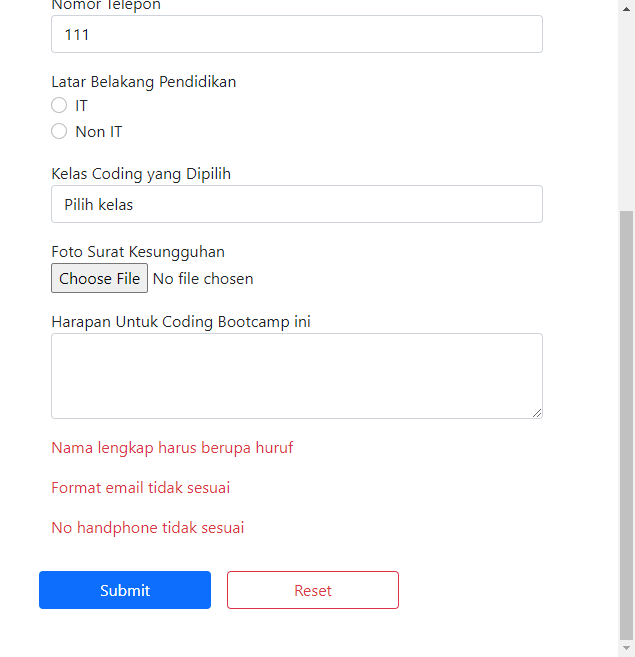 Nomor Telepon
111
Latar Belakang Pendidikan
IT
Non IT
Kelas Coding yang Dipilih
Pilih kelas
Foto Surat Kesungguhan
Choose File No file chosen
Harapan Untuk Coding Bootcamp ini
Nama lengkap harus berupa huruf
Format email tidak sesuai
No handphone tidak sesuai
Submit Reset